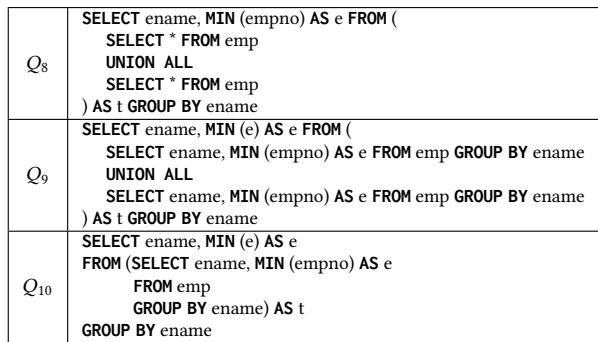 Q8
SELECT ename, MIN (empno) AS e FROM (
SELECT * FROM emp
UNION ALL
SELECT * FROM emp
) AS t GROUP BY ename
Q9
SELECT ename, MIN (e) AS e FROM (
SELECT ename, MIN (empno) AS e FROM emp GROUP BY ename
UNION ALL
SELECT ename, MIN (empno) AS e FROM emp GROUP BY ename
) AS t GROUP BY ename
Q10
SELECT ename, MIN (e) AS e
FROM (SELECT ename, MIN (empno) AS e
FROM emp
GROUP BY ename) AS t
GROUP BY ename